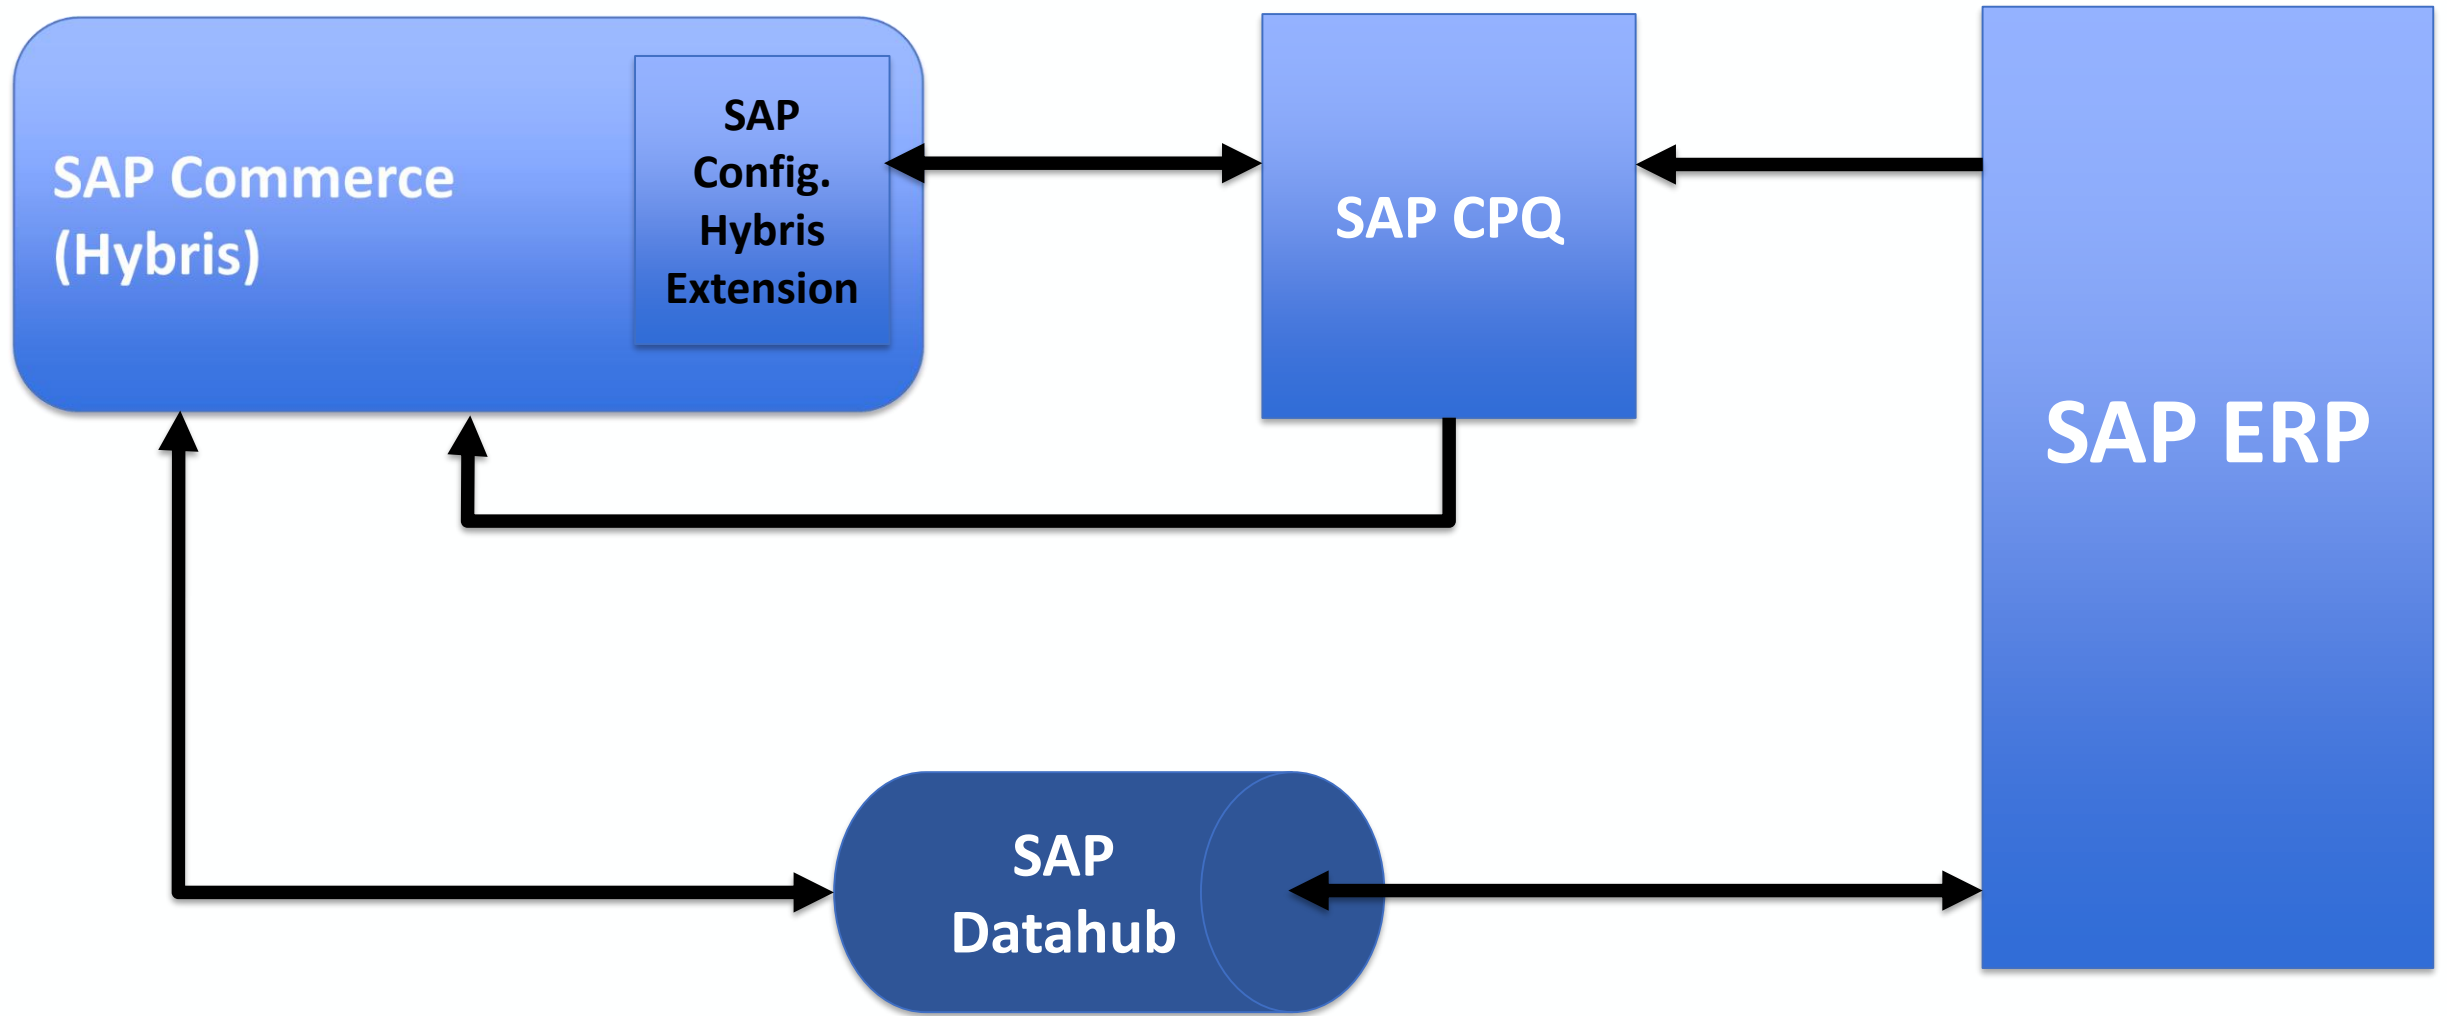 SAP Commerce
(Hybris)
SAP
Config.
Hybris
Extension
SAP CPQ
SAP ERP
SAP
Datahub